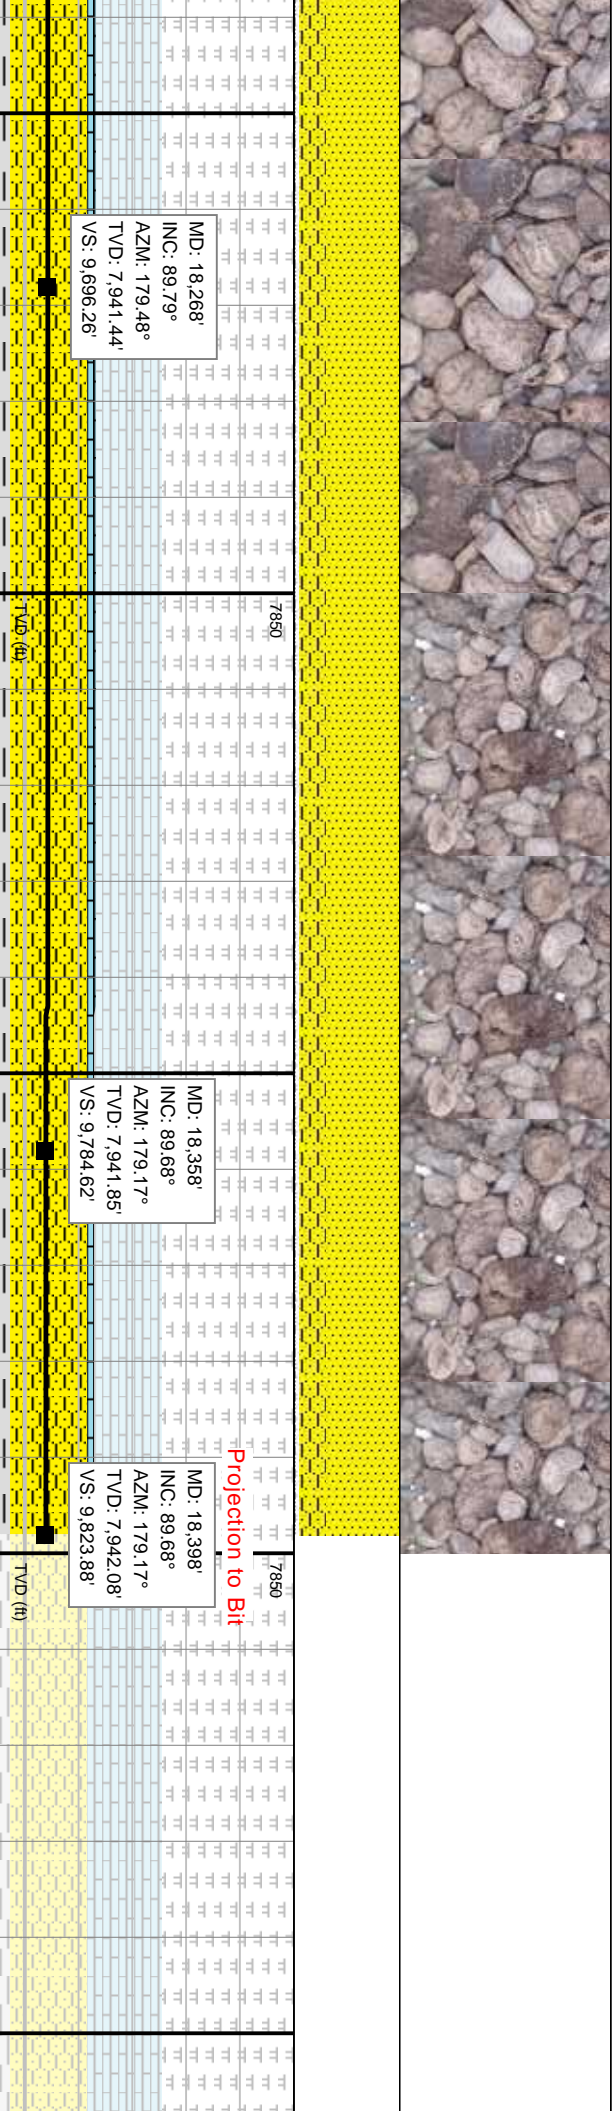 MD: 18,268'
INC: 89.79°
AZM: 179.48°
TVD: 7,941.44'
VS: 9,696.26'
7850
TVD (ft)
MD: 18,358'
INC: 89.68°
AZM: 179.17°
TVD: 7,941.85'
VS: 9,784.62'
Projection to Bit
MD: 18,398'
INC: 89.68°
AZM: 179.17°
TVD: 7,942.08'
VS: 9,823.88'
7850
TVD (ft)